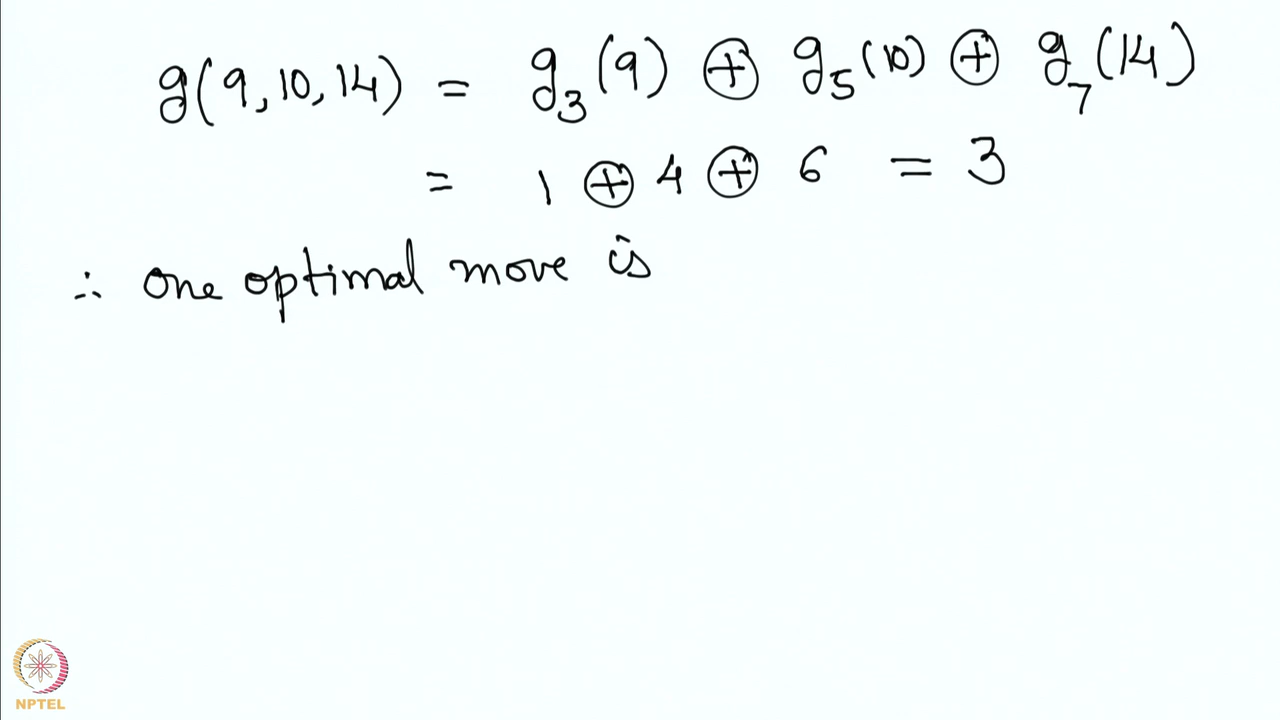 g(9,10,14) = g₃(9) ⊕ g₅(10) ⊕ g₇(14)
= 1 ⊕ 4 ⊕ 6 = 3
∴ one optimal move is
NPTEL